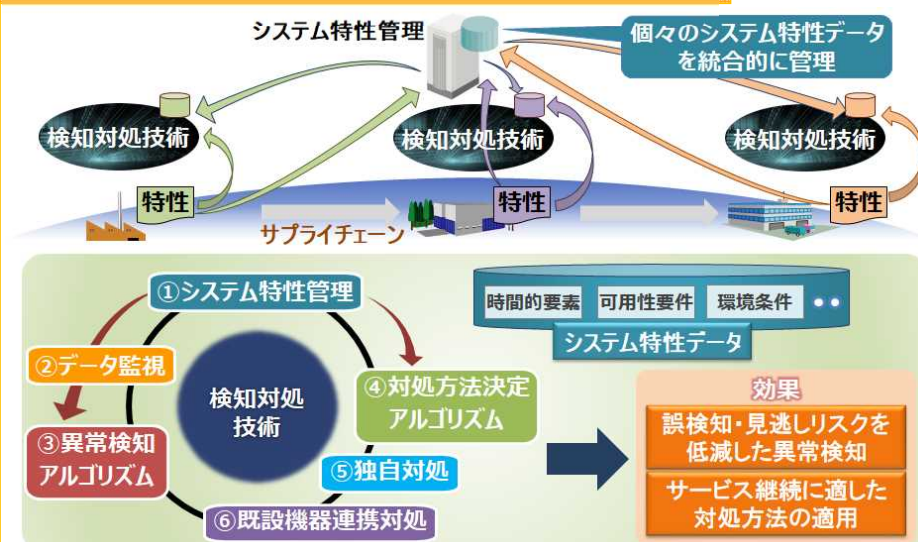 システム特性管理
個々のシステム特性データ
を統合的に管理
検知対処技術
検知対処技術
検知対処技術
特性
特性
特性
サプライチェーン
①システム特性管理
②データ監視
③異常検知
アルゴリズム
検知対処
技術
④対処方法決定
アルゴリズム
⑤独自対処
⑥既設機器連携対処
時間的要素
可用性要件
環境条件
システム特性データ
効果
誤検知・見逃しリスクを
低減した異常検知
サービス継続に適した
対処方法の適用